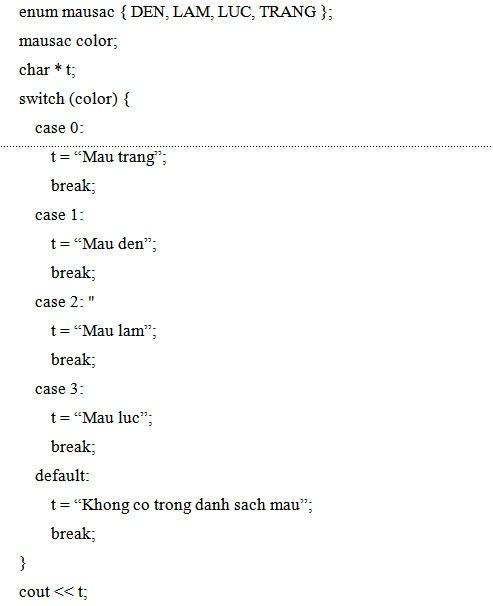 enum mausac { DEN, LAM, LUC, TRANG };
mausac color;
char * t;
switch (color) {
case 0:
t = “Mau trang”;
break;
case 1:
t = “Mau den”;
break;
case 2: "
t = “Mau lam”;
break;
case 3:
t = “Mau luc”;
break;
default:
t = “Khong co trong danh sach mau”;
break;
}
cout << t;